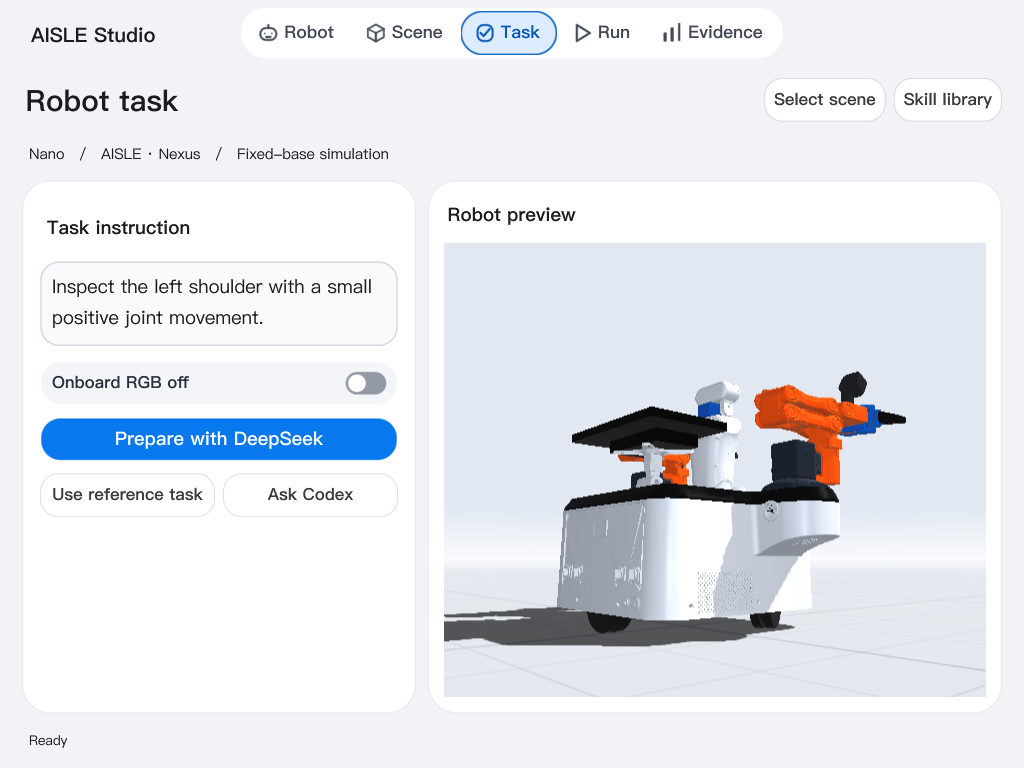 AISLE Studio
Robot
Scene
Task
Run
Evidence
Robot task
Select scene
Skill library
Nano / AISLE · Nexus / Fixed-base simulation
Task instruction
Inspect the left shoulder with a small
positive joint movement.
Onboard RGB off
Prepare with DeepSeek
Use reference task
Ask Codex
Robot preview
Ready